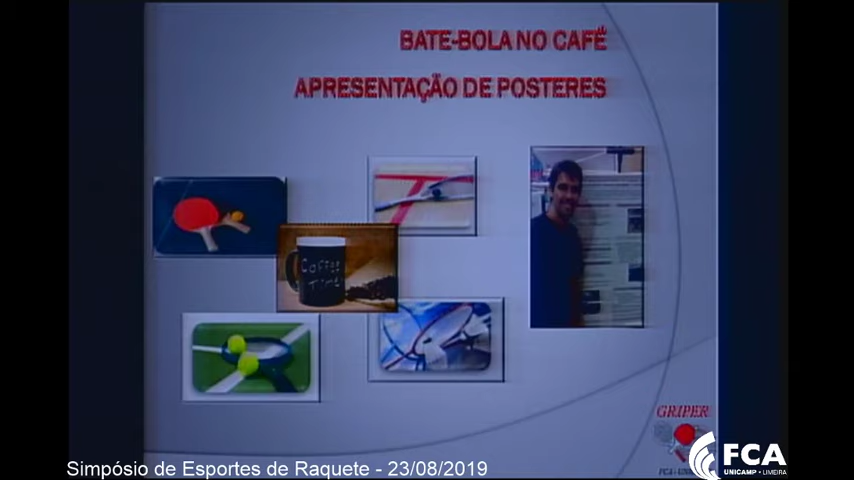 BATE-BOLA NO CAFÉ
APRESENTAÇÃO DE POSTERES
COFFEE
TIME
GRIPER
FCA
UNICAMP • LIMEIRA
Simpósio de Esportes de Raquete - 23/08/2019